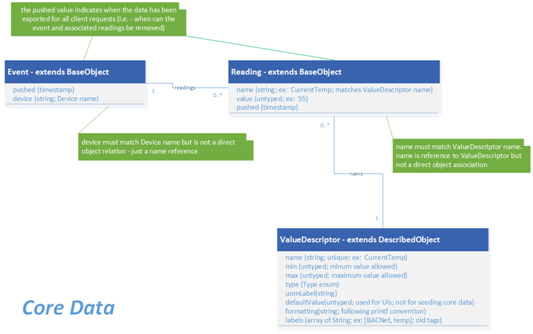 the pushed value indicates when the data has been
exported for all client requests (i.e. - when can the
event and associated readings be removed)
Event - extends BaseObject
pushed (timestamp)
device (string; Device name)
readings
1
0..*
Reading - extends BaseObject
name (string; ex: CurrentTemp; matches ValueDescriptor name)
value (untyped; ex: 55)
pushed (timestamp)
0..*
device must match Device name but is not a direct
object relation - just a name reference
name must match ValueDescriptor name.
name is reference to ValueDescriptor but
not a direct object association
name
1
ValueDescriptor - extends DescribedObject
name (string; unique; ex: CurrentTemp)
min (untyped; minum value allowed)
max (untyped; maximum value allowed)
type (Type enum)
uomLabel(string)
defaultValue(untyped; used for UIs; not for seeding core data)
formatting(string; following printf convention)
labels (array of String; ex: [BACNet, temp]; old tags)
Core Data